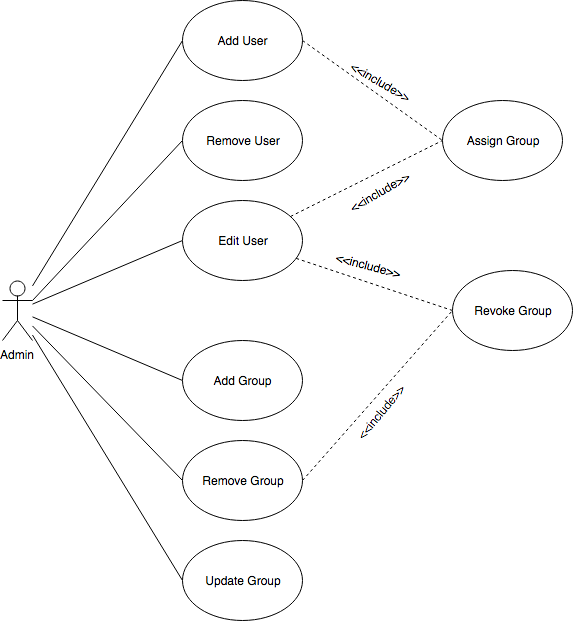 Add User
<<include>>
Remove User
Assign Group
<<include>>
Edit User
<<include>>
Revoke Group
Admin
Add Group
<<include>>
Remove Group
Update Group